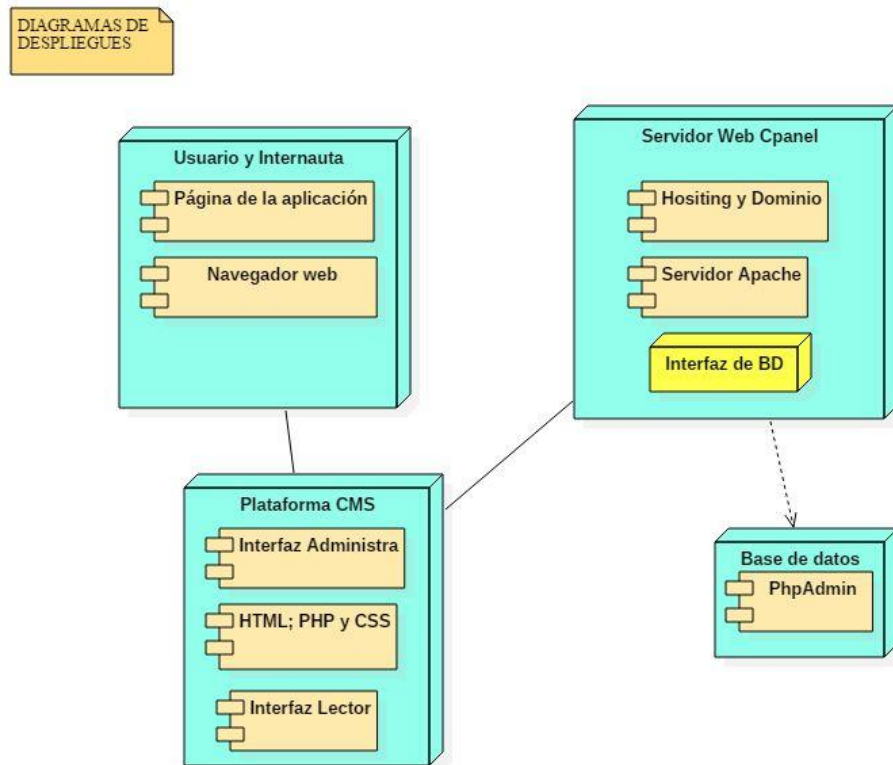 DIAGRAMAS DE
DESPLIEGUES
Usuario y Internauta
Página de la aplicación
Navegador web
Servidor Web Cpanel
Hositing y Dominio
Servidor Apache
Interfaz de BD
Plataforma CMS
Interfaz Administra
HTML; PHP y CSS
Interfaz Lector
Base de datos
PhpAdmin